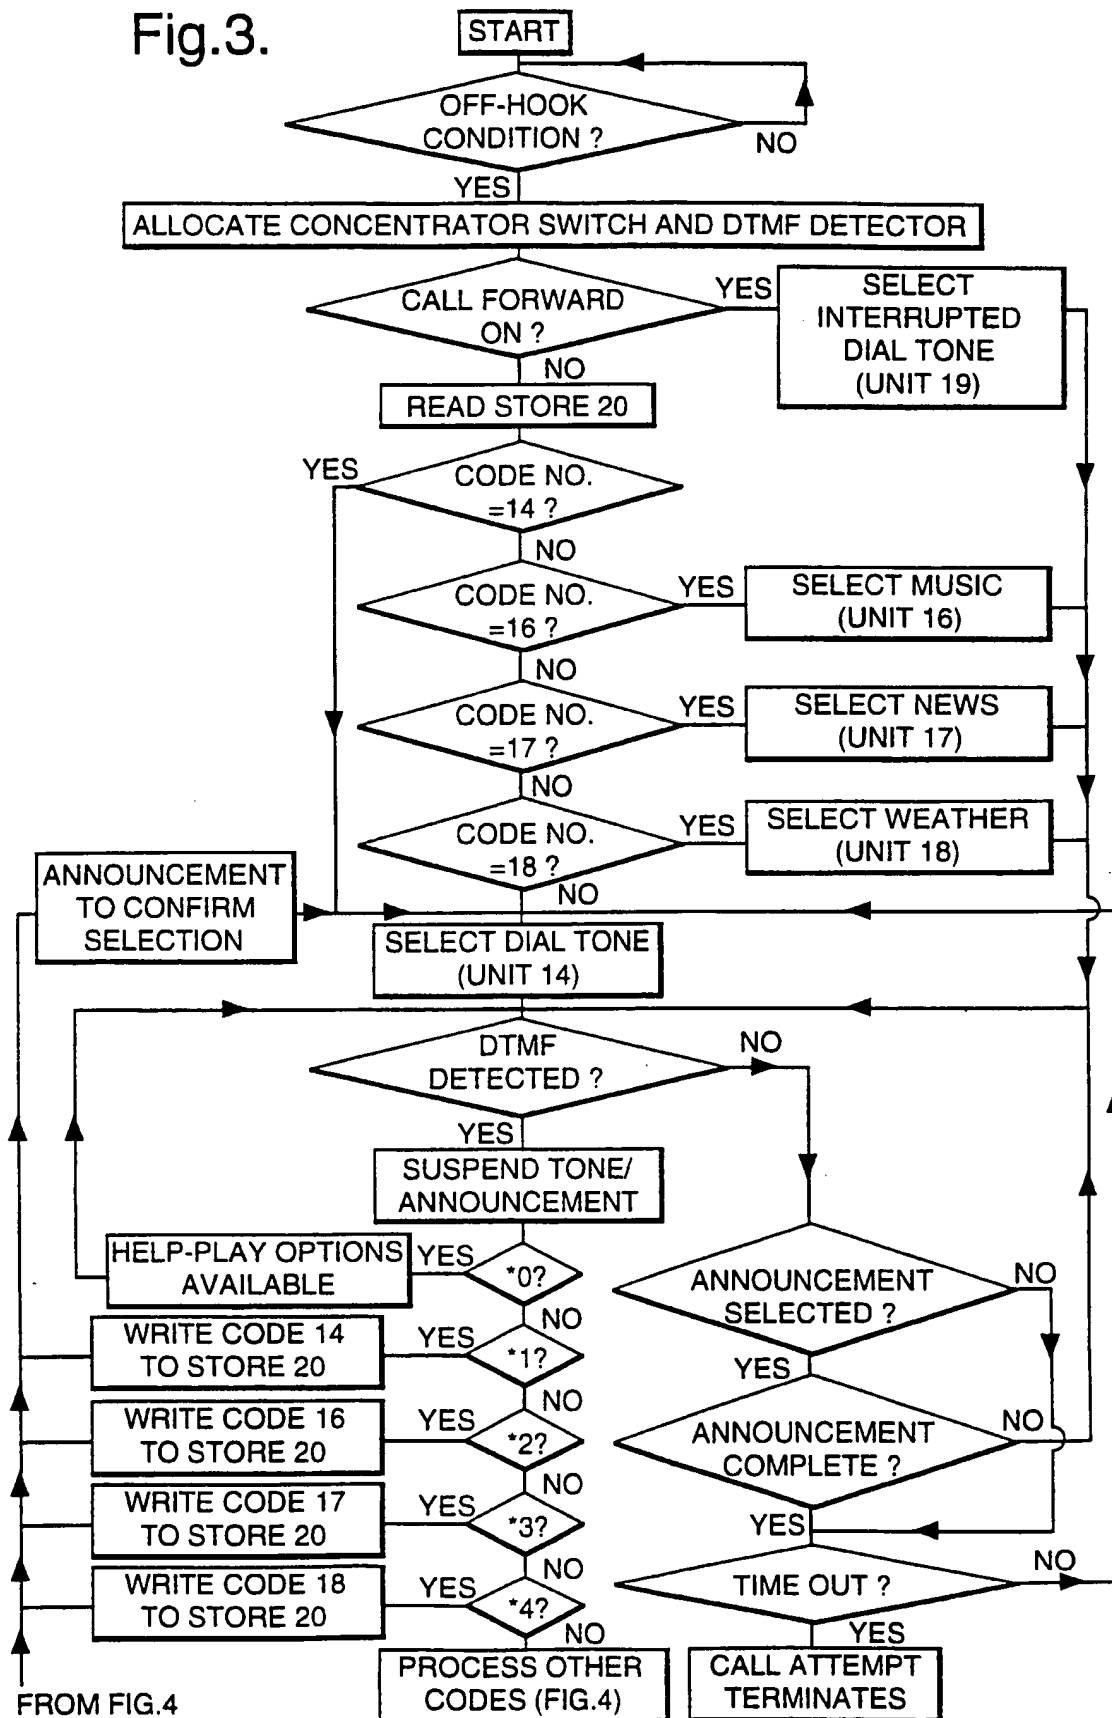 Fig.3.
START
OFF-HOOK
CONDITION ?
NO
YES
ALLOCATE CONCENTRATOR SWITCH AND DTMF DETECTOR
CALL FORWARD
ON ?
YES
SELECT
INTERRUPTED
DIAL TONE
(UNIT 19)
NO
READ STORE 20
YES
CODE NO.
=14 ?
NO
CODE NO.
=16 ?
YES
SELECT MUSIC
(UNIT 16)
NO
CODE NO.
=17 ?
YES
SELECT NEWS
(UNIT 17)
NO
CODE NO.
=18 ?
YES
SELECT WEATHER
(UNIT 18)
NO
ANNOUNCEMENT
TO CONFIRM
SELECTION
SELECT DIAL TONE
(UNIT 14)
DTMF
DETECTED ?
NO
YES
SUSPEND TONE/
ANNOUNCEMENT
HELP-PLAY OPTIONS
AVAILABLE
YES
*0?
NO
WRITE CODE 14
TO STORE 20
YES
*1?
NO
WRITE CODE 16
TO STORE 20
YES
*2?
NO
WRITE CODE 17
TO STORE 20
YES
*3?
NO
WRITE CODE 18
TO STORE 20
YES
*4?
NO
PROCESS OTHER
CODES (FIG.4)
ANNOUNCEMENT
SELECTED ?
NO
YES
ANNOUNCEMENT
COMPLETE ?
NO
YES
TIME OUT ?
NO
YES
CALL ATTEMPT
TERMINATES
FROM FIG.4